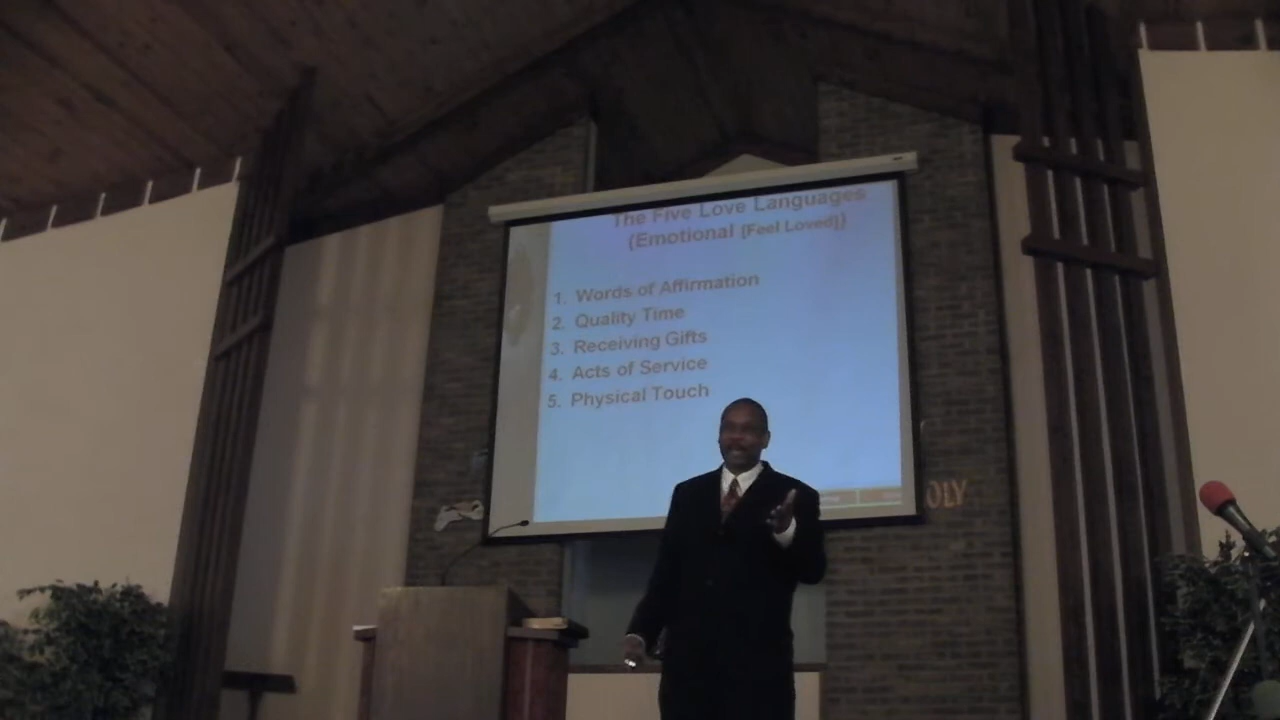 The Five Love Languages
(Emotional [Feel Loved])
1. Words of Affirmation
2. Quality Time
3. Receiving Gifts
4. Acts of Service
5. Physical Touch
OLY